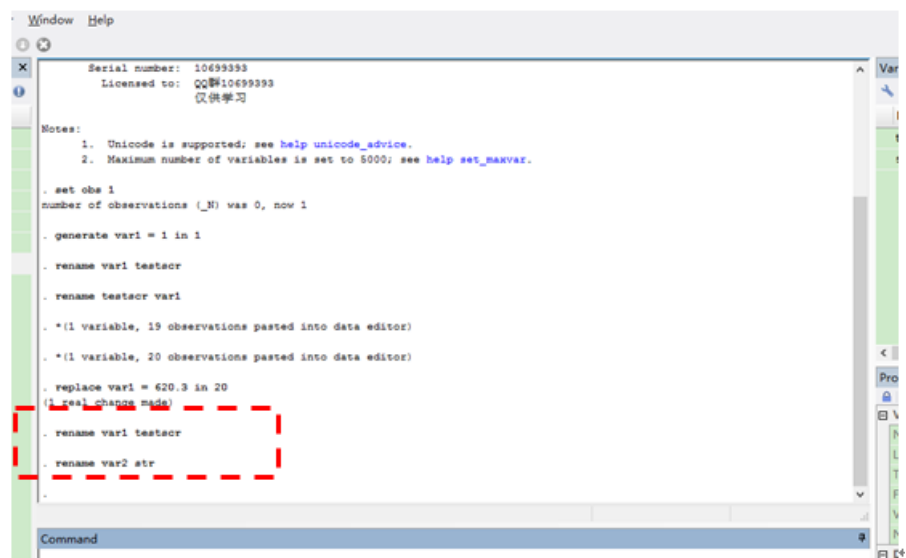 Window Help
Serial number: 10699393
Licensed to: QQ群10699393
仅供学习
Notes:
1. Unicode is supported; see help unicode_advice.
2. Maximum number of variables is set to 5000; see help set_maxvar.
. set obs 1
number of observations (_N) was 0, now 1
. generate var1 = 1 in 1
. rename var1 testscr
. rename testscr var1
. *(1 variable, 19 observations pasted into data editor)
. *(1 variable, 20 observations pasted into data editor)
. replace var1 = 620.3 in 20
(1 real change made)
. rename var1 testscr
. rename var2 str
.
Command
Var
Pro